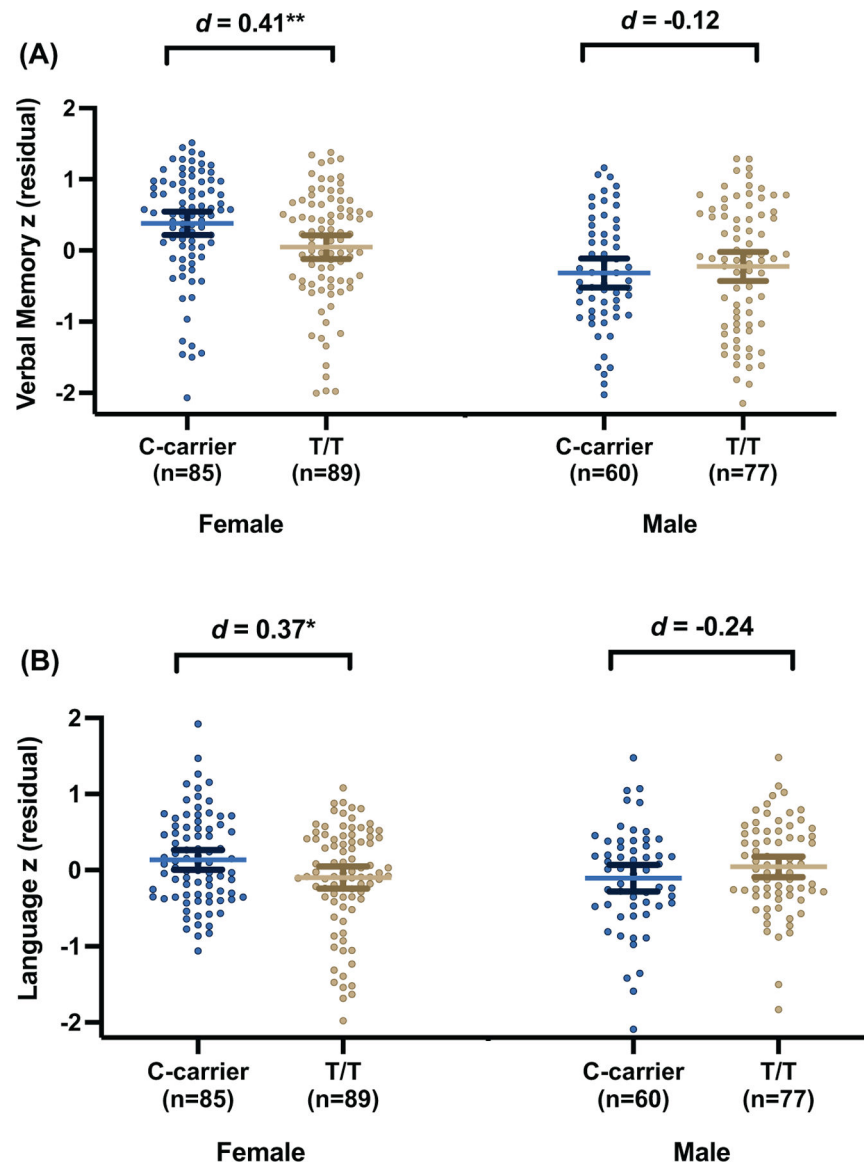 (A)
d = 0.41**
d = -0.12
Verbal Memory z (residual)
2
1
0
-1
-2
C-carrier
(n=85)
T/T
(n=89)
C-carrier
(n=60)
T/T
(n=77)
Female
Male
(B)
d = 0.37*
d = -0.24
Language z (residual)
2
1
0
-1
-2
C-carrier
(n=85)
T/T
(n=89)
C-carrier
(n=60)
T/T
(n=77)
Female
Male